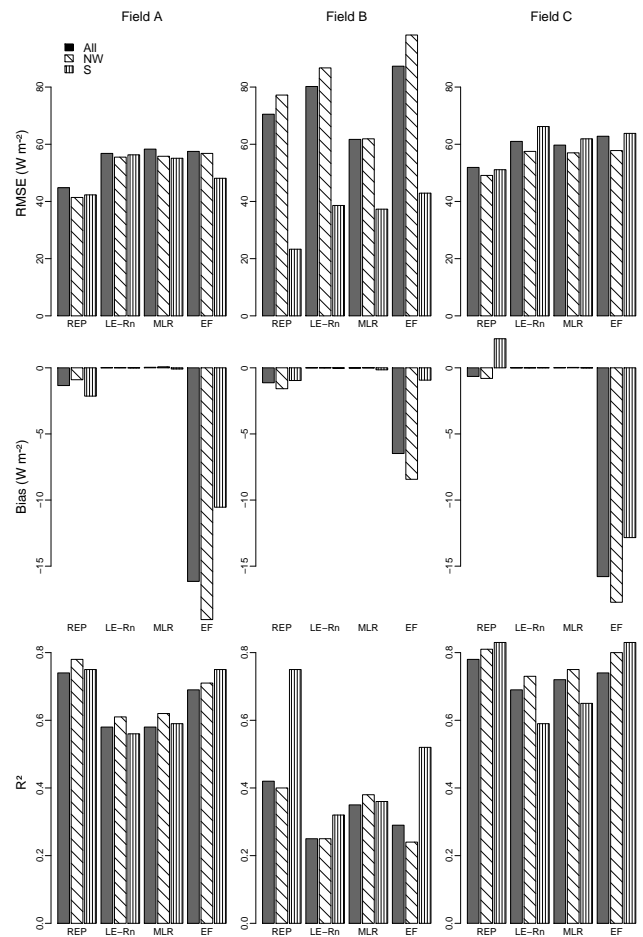 Field A Field B Field C
All
NW
S
RMSE (W m⁻²)
0 20 40 60 80
0 20 40 60 80
0 20 40 60 80
REP LE−Rn MLR EF
REP LE−Rn MLR EF
REP LE−Rn MLR EF
Bias (W m⁻²)
−15 −10 −5 0
−15 −10 −5 0
−15 −10 −5 0
REP LE−Rn MLR EF
REP LE−Rn MLR EF
REP LE−Rn MLR EF
R²
0.0 0.2 0.4 0.6 0.8
0.0 0.2 0.4 0.6 0.8
0.0 0.2 0.4 0.6 0.8
REP LE−Rn MLR EF
REP LE−Rn MLR EF
REP LE−Rn MLR EF